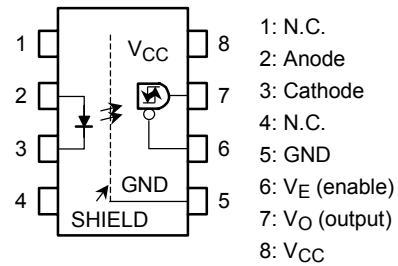 1
2
3
4
VCC
GND
SHIELD
8
7
6
5
1: N.C.
2: Anode
3: Cathode
4: N.C.
5: GND
6: VE (enable)
7: VO (output)
8: VCC